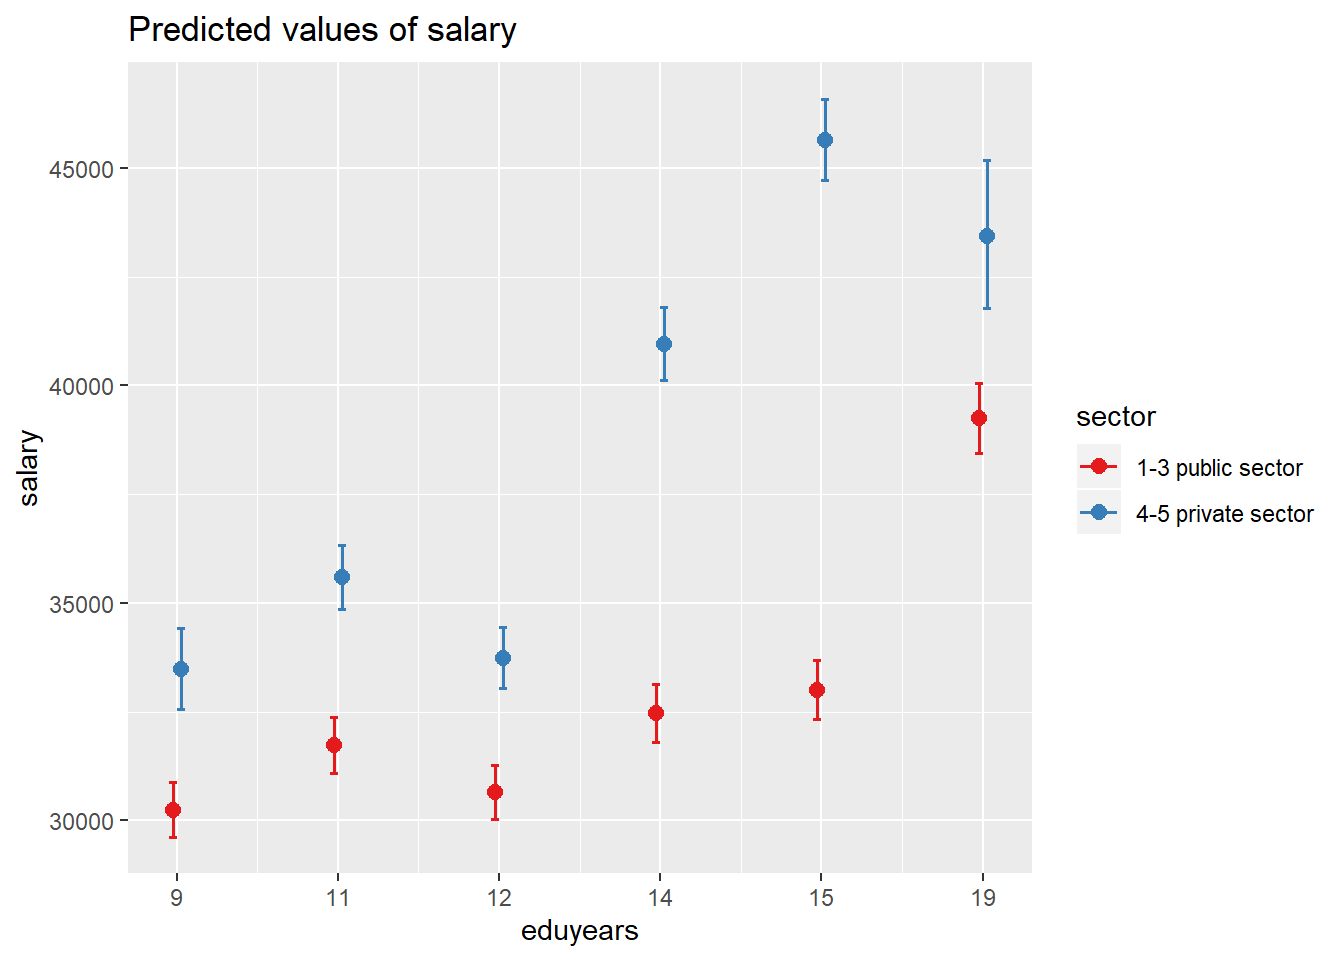 Predicted values of salary
45000
40000
35000
30000
salary
9 11 12 14 15 19
eduyears
sector
1-3 public sector
4-5 private sector